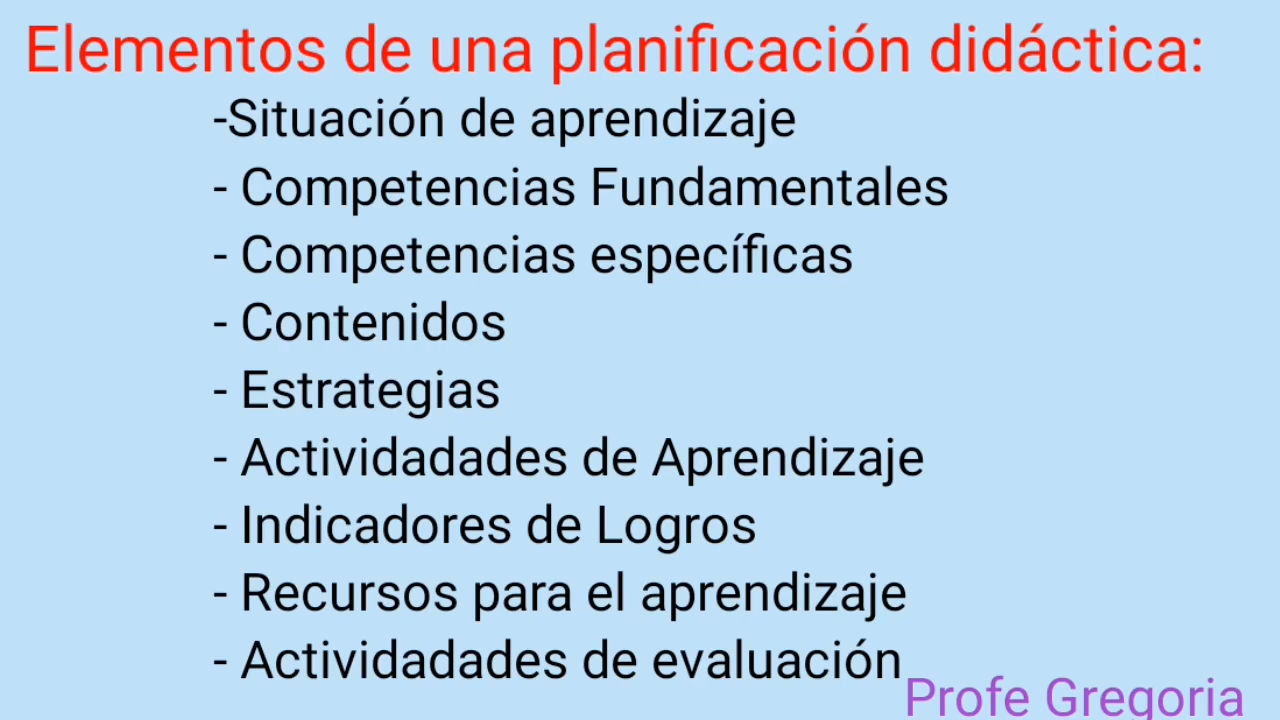 Elementos de una planificación didáctica:
-Situación de aprendizaje
- Competencias Fundamentales
- Competencias específicas
- Contenidos
- Estrategias
- Actividadades de Aprendizaje
- Indicadores de Logros
- Recursos para el aprendizaje
- Actividadades de evaluación
Profe Gregoria